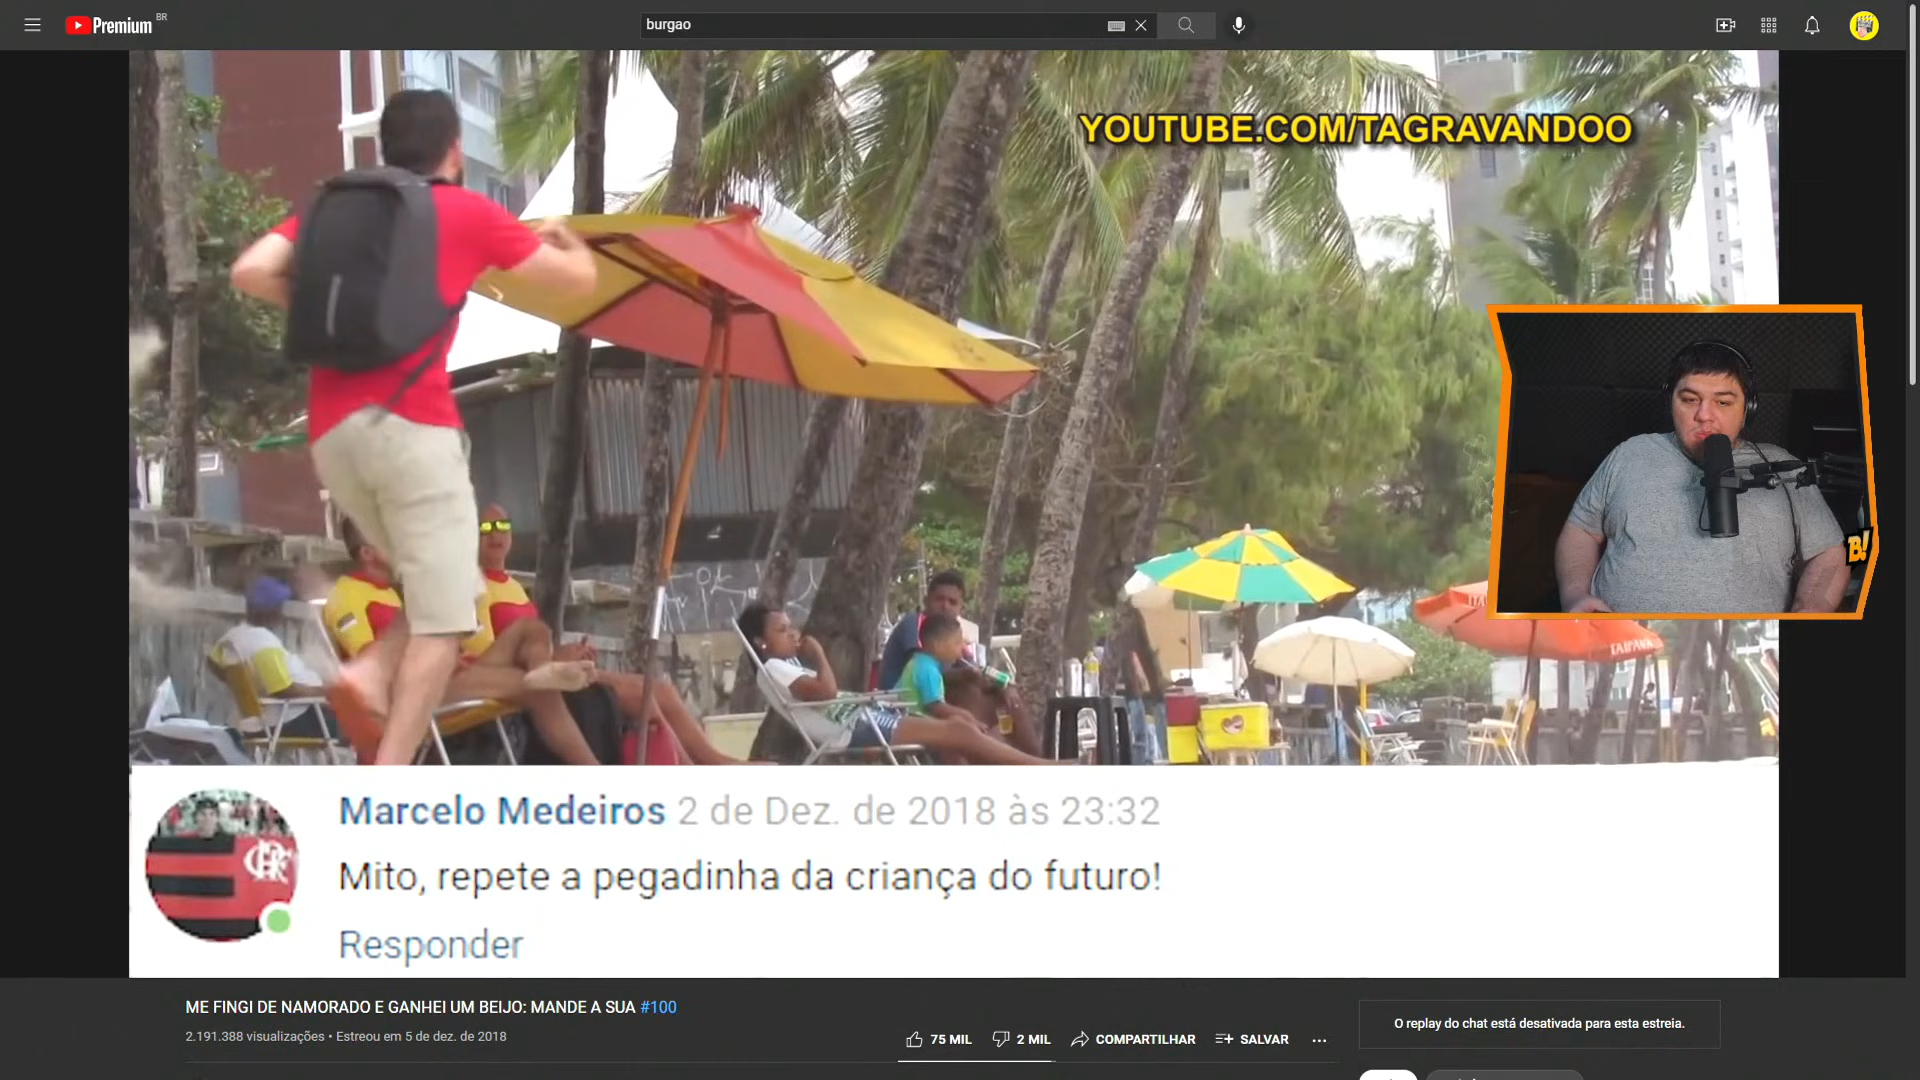 Premium BR
burgao
YOUTUBE.COM/TAGRAVANDOO
TAIPAVA
B!
Marcelo Medeiros 2 de Dez. de 2018 às 23:32
Mito, repete a pegadinha da criança do futuro!
Responder
ME FINGI DE NAMORADO E GANHEI UM BEIJO: MANDE A SUA #100
2.191.388 visualizações • Estreou em 5 de dez. de 2018
75 MIL
2 MIL
COMPARTILHAR
SALVAR
O replay do chat está desativada para esta estreia.